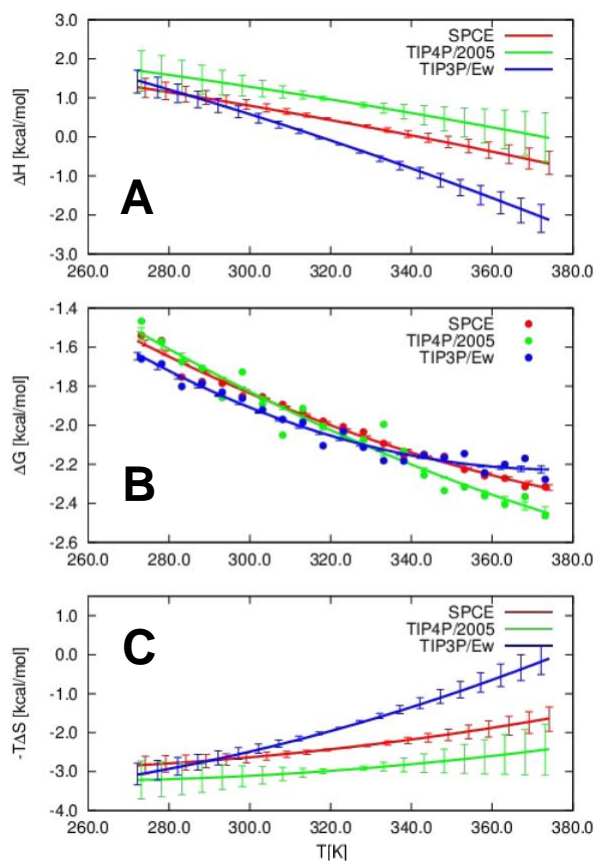 3.0
2.0
1.0
0.0
-1.0
-2.0
-3.0
ΔH [kcal/mol]
SPCE
TIP4P/2005
TIP3P/Ew
A
260.0 280.0 300.0 320.0 340.0 360.0 380.0
-1.4
-1.6
-1.8
-2.0
-2.2
-2.4
-2.6
ΔG [kcal/mol]
SPCE
TIP4P/2005
TIP3P/Ew
B
260.0 280.0 300.0 320.0 340.0 360.0 380.0
1.0
0.0
-1.0
-2.0
-3.0
-4.0
-TΔS [kcal/mol]
SPCE
TIP4P/2005
TIP3P/Ew
C
260.0 280.0 300.0 320.0 340.0 360.0 380.0
T[K]